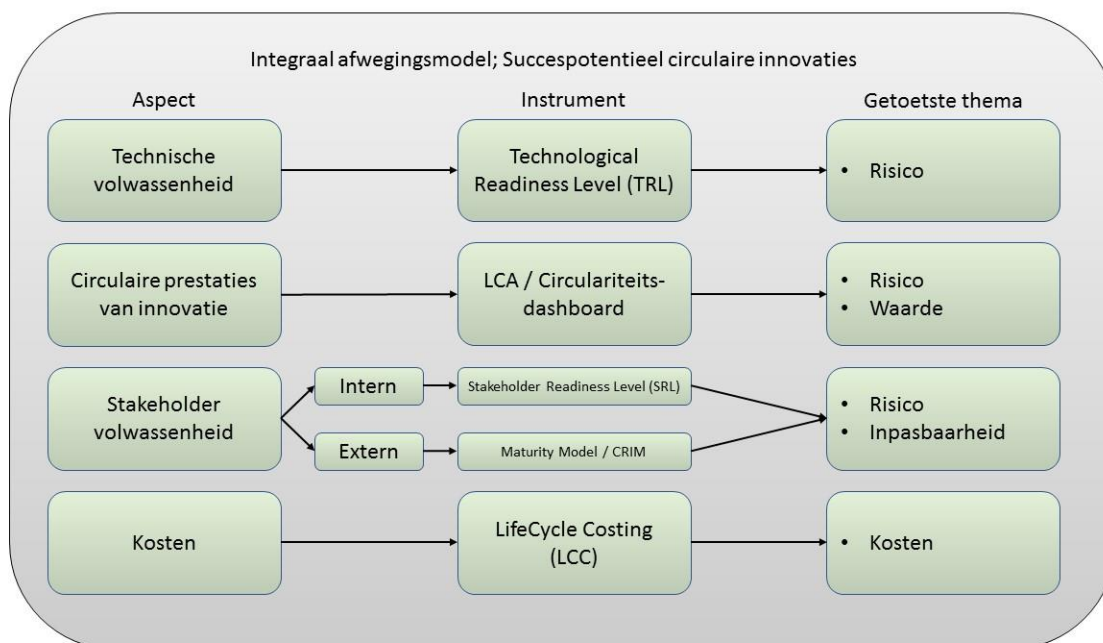 Integraal afwegingsmodel; Succespotentieel circulaire innovaties
Aspect
Instrument
Getoetste thema
Technische
volwassenheid
Technological
Readiness Level (TRL)
• Risico
Circulaire prestaties
van innovatie
LCA / Circulariteits-
dashboard
• Risico
• Waarde
Stakeholder
volwassenheid
Intern
Stakeholder Readiness Level (SRL)
Extern
Maturity Model / CRIM
• Risico
• Inpasbaarheid
Kosten
LifeCycle Costing
(LCC)
• Kosten